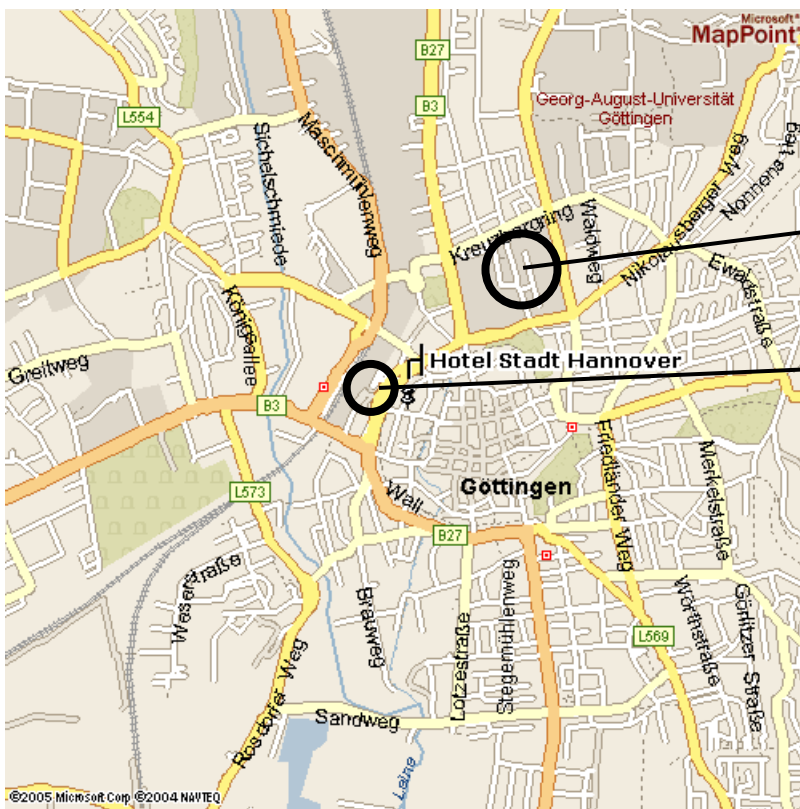 Microsoft®
MapPoint®
B27
B3
L554
Georg-August-Universität
Göttingen
Sichelschmiede
Maschmühlenweg
Nikolausberger Weg
Nonnenstieg
Kreuzbergring
Waldweg
Ewaldstraße
Königsallee
Greitweg
Hotel Stadt Hannover
B3
Friedländer Weg
Merkelstraße
L573
Göttingen
Wall
B27
Weserstraße
Brauweg
Lotzestraße
Stegemühlenweg
Wörthstraße
Görlitzer Straße
L569
Rosdorfer Weg
Sandweg
Leine
©2005 Microsoft Corp ©2004 NAVTEQ